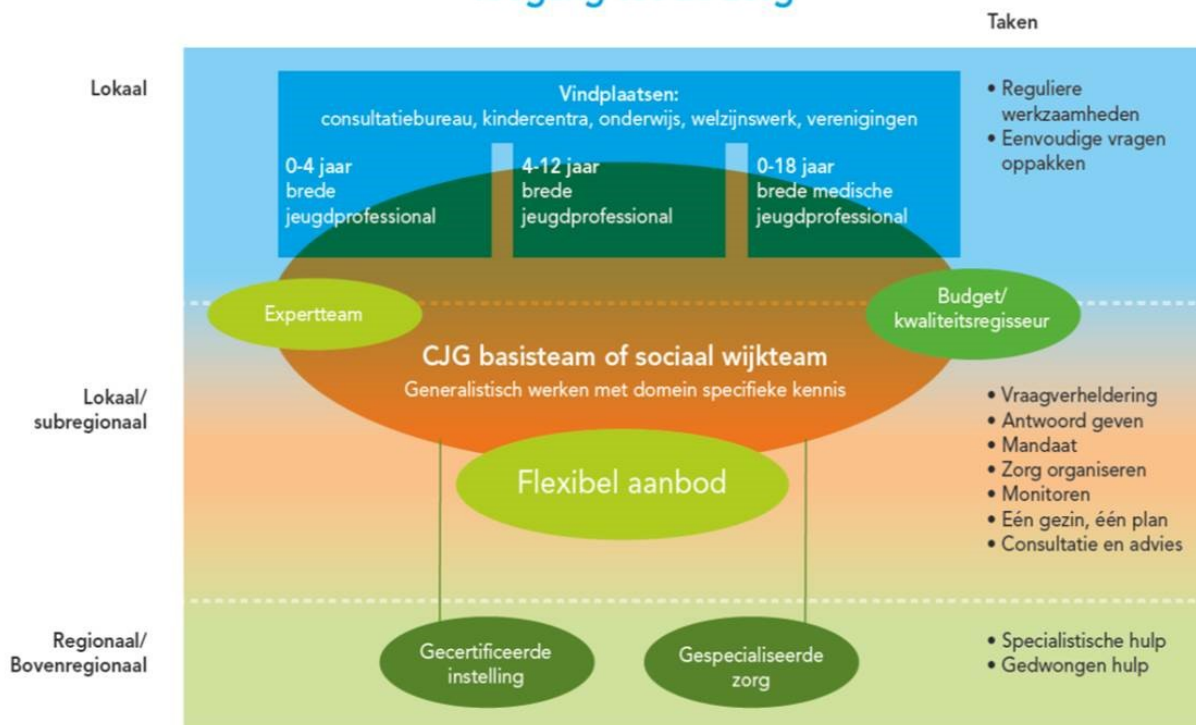 Taken
Lokaal
Vindplaatsen:
consultatiebureau, kindercentra, onderwijs, welzijnswerk, verenigingen
0-4 jaar
brede
jeugdprofessional
4-12 jaar
brede
jeugdprofessional
0-18 jaar
brede medische
jeugdprofessional
• Reguliere
werkzaamheden
• Eenvoudige vragen
oppakken
Expertteam
Budget/
kwaliteitsregisseur
CJG basisteam of sociaal wijkteam
Generalistisch werken met domein specifieke kennis
Lokaal/
subregionaal
Flexibel aanbod
• Vraagverheldering
• Antwoord geven
• Mandaat
• Zorg organiseren
• Monitoren
• Eén gezin, één plan
• Consultatie en advies
Regionaal/
Bovenregionaal
Gecertificeerde
instelling
Gespecialiseerde
zorg
• Specialistische hulp
• Gedwongen hulp